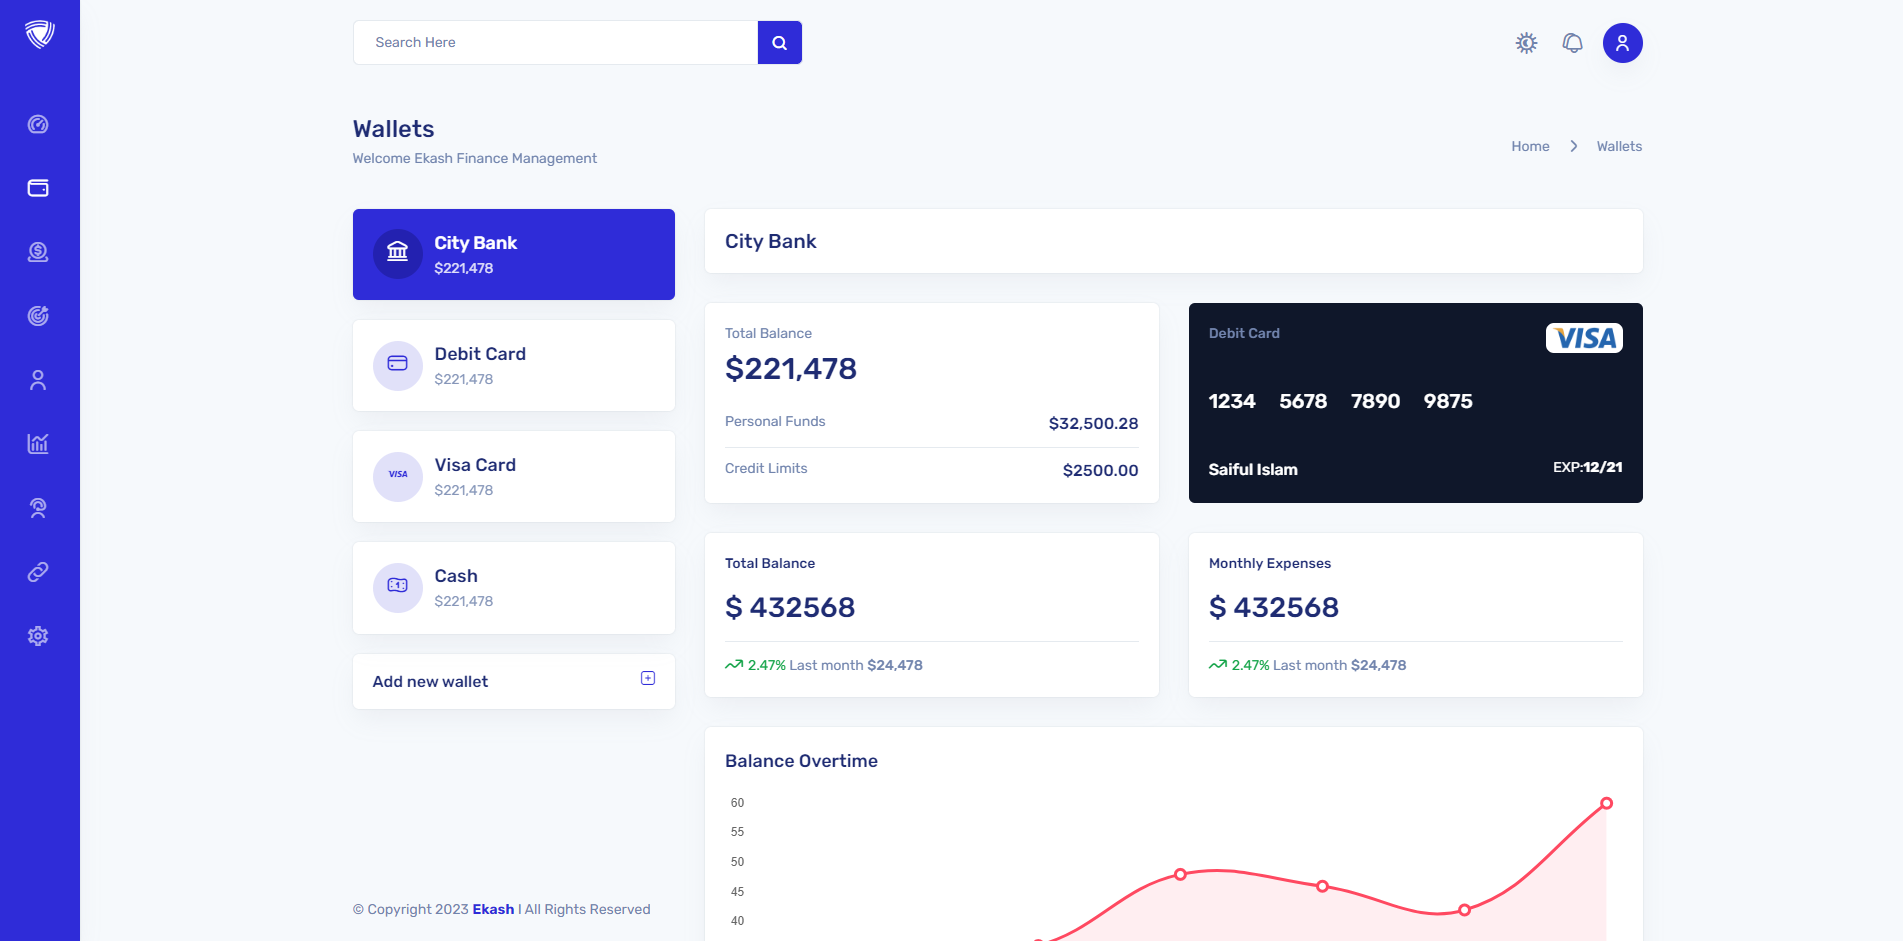 Search Here
Wallets
Welcome Ekash Finance Management
Home
Wallets
City Bank
$221,478
Debit Card
$221,478
VISA
Visa Card
$221,478
Cash
$221,478
Add new wallet
City Bank
Total Balance
$221,478
Personal Funds $32,500.28
Credit Limits $2500.00
Debit Card
VISA
1234 5678 7890 9875
Saiful Islam
EXP:12/21
Total Balance
$ 432568
2.47% Last month $24,478
Monthly Expenses
$ 432568
2.47% Last month $24,478
Balance Overtime
60
55
50
45
40
© Copyright 2023 Ekash I All Rights Reserved